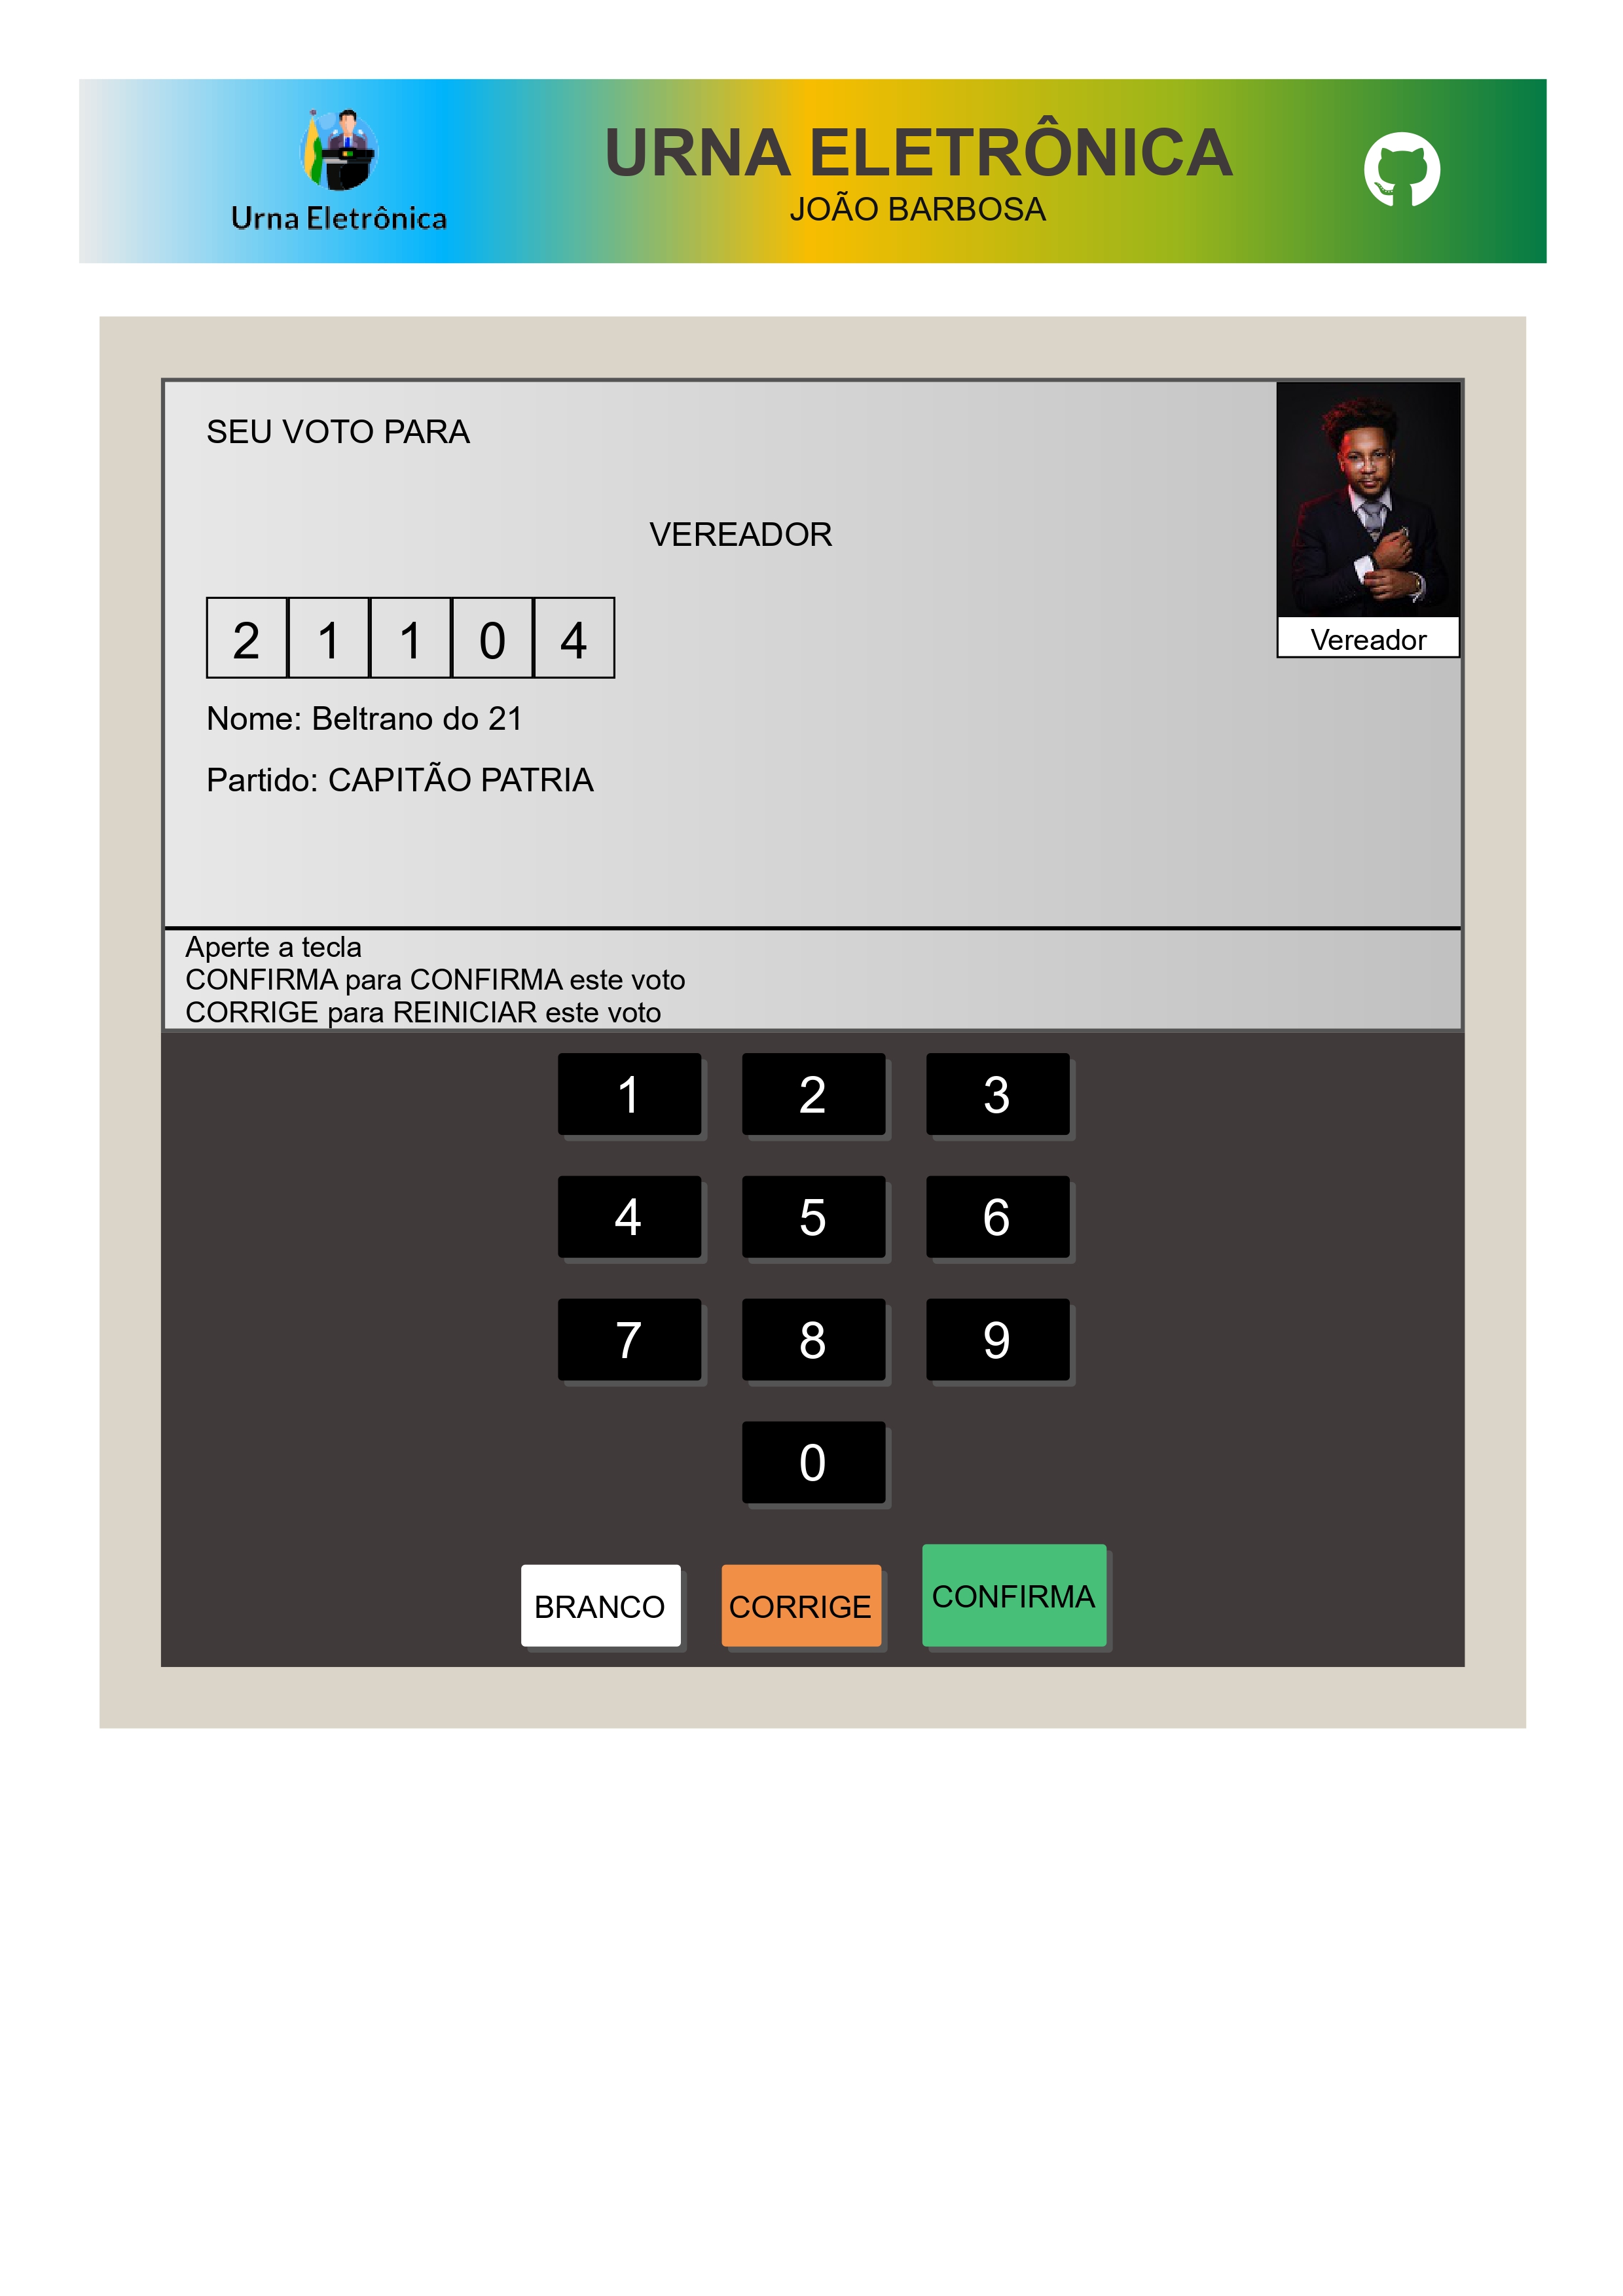 Urna Eletrônica
URNA ELETRÔNICA
JOÃO BARBOSA
SEU VOTO PARA
VEREADOR
2 1 1 0 4
Vereador
Nome: Beltrano do 21
Partido: CAPITÃO PATRIA
Aperte a tecla
CONFIRMA para CONFIRMA este voto
CORRIGE para REINICIAR este voto
1 2 3
4 5 6
7 8 9
0
BRANCO CORRIGE CONFIRMA